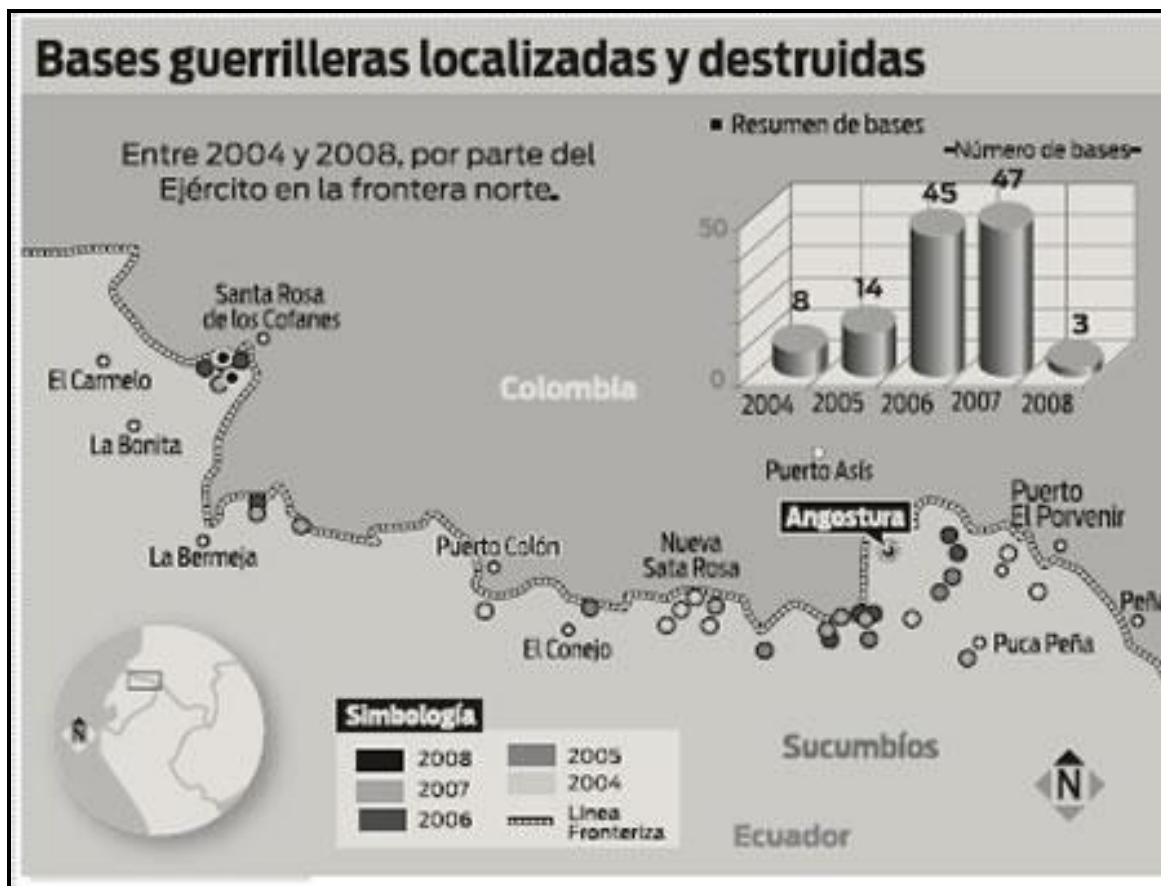 Bases guerrilleras localizadas y destruidas
Entre 2004 y 2008, por parte del
Ejército en la frontera norte.
Resumen de bases
Número de bases
50
0
8
14
45
47
3
2004
2005
2006
2007
2008
Santa Rosa
de los Cofanes
El Carmelo
La Bonita
La Bermeja
Colombia
Puerto Asís
Angostura
Puerto
El Porvenir
Puerto Colón
Nueva
Sata Rosa
El Conejo
Peña
Puca Peña
Sucumbíos
Ecuador
N
N
Simbología
2008
2007
2006
2005
2004
Línea
Fronteriza